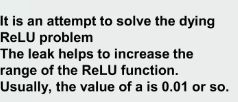 It is an attempt to solve the dying
ReLU problem
The leak helps to increase the
range of the ReLU function.
Usually, the value of a is 0.01 or so.